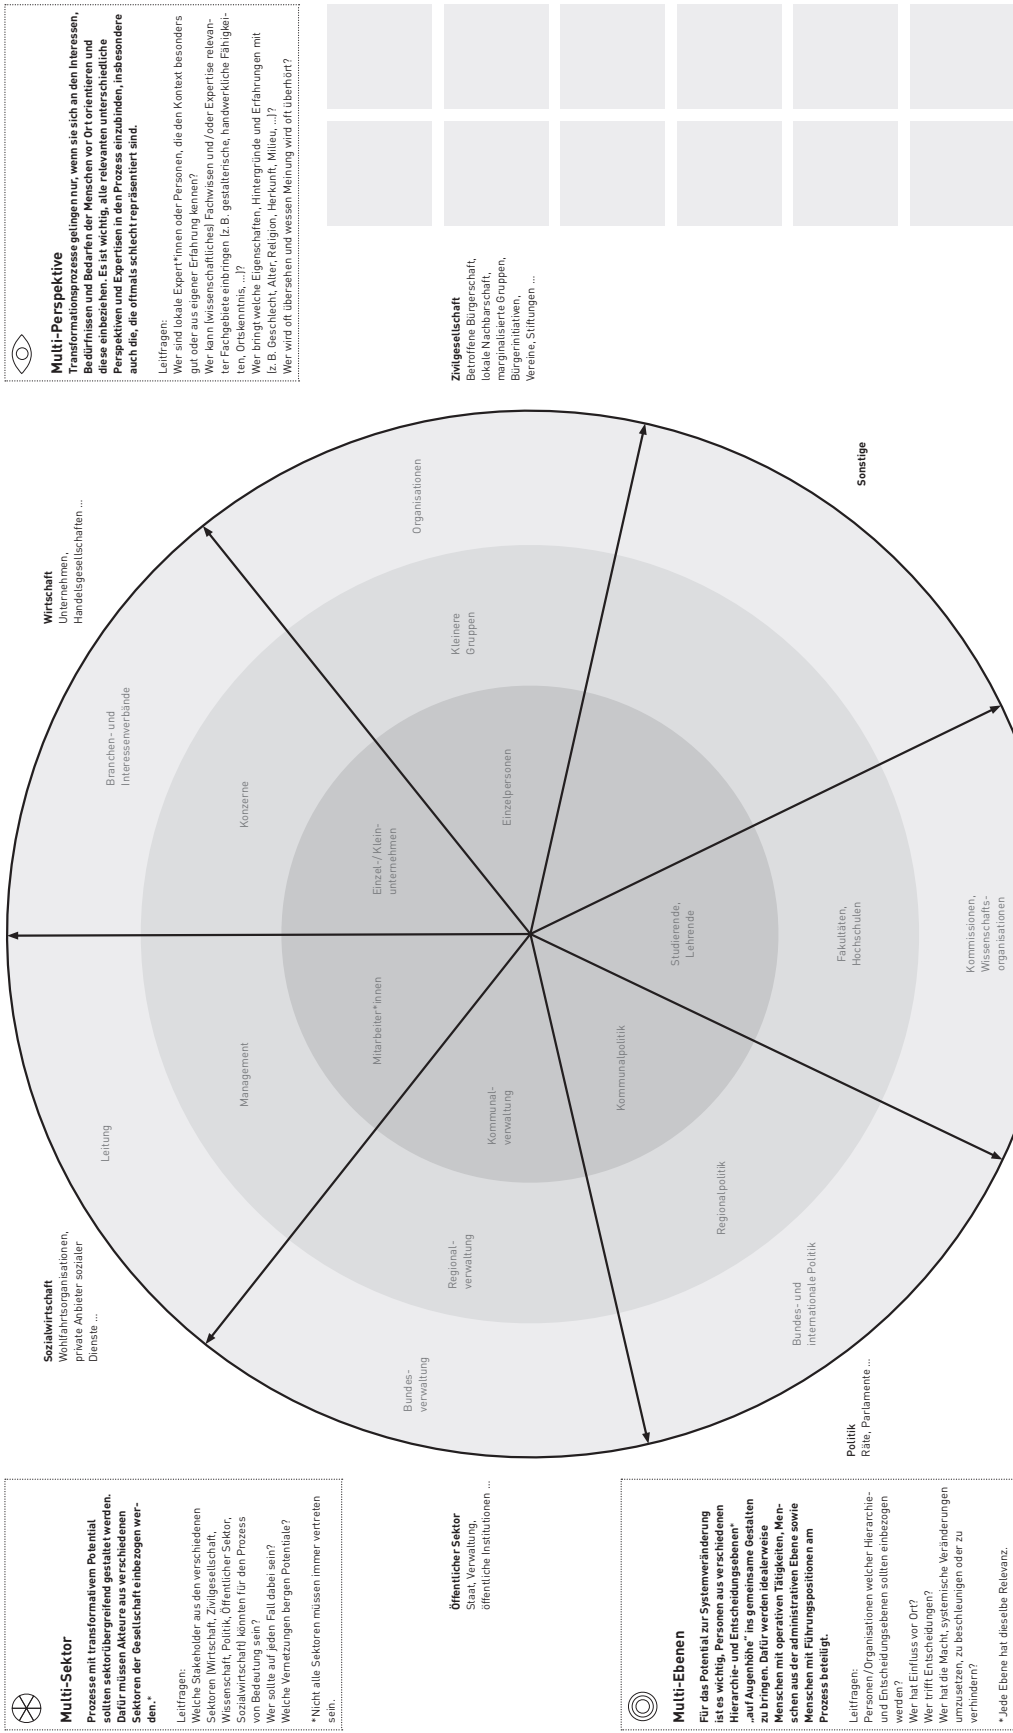 Multi-Sektor
Prozesse mit transformativem Potential
sollten sektorübergreifend gestaltet werden.
Dafür müssen Akteure aus verschiedenen
Sektoren der Gesellschaft einbezogen wer-
den.*
Leitfragen:
Welche Stakeholder aus den verschiedenen
Sektoren (Wirtschaft, Zivilgesellschaft,
Wissenschaft, Politik, Öffentlicher Sektor,
Sozialwirtschaft) könnten für den Prozess
von Bedeutung sein?
Wer sollte auf jeden Fall dabei sein?
Welche Vernetzungen bergen Potentiale?
*Nicht alle Sektoren müssen immer vertreten
sein.
Sozialwirtschaft
Wohlfahrtsorganisationen,
private Anbieter sozialer
Dienste ...
Wirtschaft
Unternehmen,
Handelsgesellschaften ...
Multi-Perspektive
Transformationsprozesse gelingen nur, wenn sie sich an den Interessen,
Bedürfnissen und Bedarfen der Menschen vor Ort orientieren und
diese einbeziehen. Es ist wichtig, alle relevanten unterschiedliche
Perspektiven und Expertisen in den Prozess einzubinden, insbesondere
auch die, die oftmals schlecht repräsentiert sind.
Leitfragen:
Wer sind lokale Expert*innen oder Personen, die den Kontext besonders
gut oder aus eigener Erfahrung kennen?
Wer kann (wissenschaftliches) Fachwissen und/oder Expertise relevan-
ter Fachgebiete einbringen (z.B. gestalterische, handwerkliche Fähigkei-
ten, Ortskenntnis, ...)?
Wer bringt welche Eigenschaften, Hintergründe und Erfahrungen mit
(z. B. Geschlecht, Alter, Religion, Herkunft, Milieu, ...)?
Wer wird oft übersehen und wessen Meinung wird oft überhört?
Leitung
Management
Mitarbeiter*innen
Branchen- und
Interessenverbände
Konzerne
Einzel-/Klein-
unternehmen
Organisationen
Kleinere
Gruppen
Einzelpersonen
Zivilgesellschaft
Betroffene Bürgerschaft,
lokale Nachbarschaft,
marginalisierte Gruppen,
Bürgerinitiativen,
Vereine, Stiftungen ...
Öffentlicher Sektor
Staat, Verwaltung,
öffentliche Institutionen ...
Bundes-
verwaltung
Regional-
verwaltung
Kommunal-
verwaltung
Kommunalpolitik
Regionalpolitik
Bundes- und
internationale Politik
Politik
Räte, Parlamente ...
Studierende,
Lehrende
Fakultäten,
Hochschulen
Kommissionen,
Wissenschafts-
organisationen
Sonstige
Multi-Ebenen
Für das Potential zur Systemveränderung
ist es wichtig, Personen aus verschiedenen
Hierarchie- und Entscheidungsebenen*
„auf Augenhöhe“ ins gemeinsame Gestalten
zu bringen. Dafür werden idealerweise
Menschen mit operativen Tätigkeiten, Men-
schen aus der administrativen Ebene sowie
Menschen mit Führungspositionen am
Prozess beteiligt.
Leitfragen:
Personen/Organisationen welcher Hierarchie-
und Entscheidungsebenen sollten einbezogen
werden?
Wer hat Einfluss vor Ort?
Wer trifft Entscheidungen?
Wer hat die Macht, systemische Veränderungen
umzusetzen, zu beschleunigen oder zu
verhindern?
*Jede Ebene hat dieselbe Relevanz.